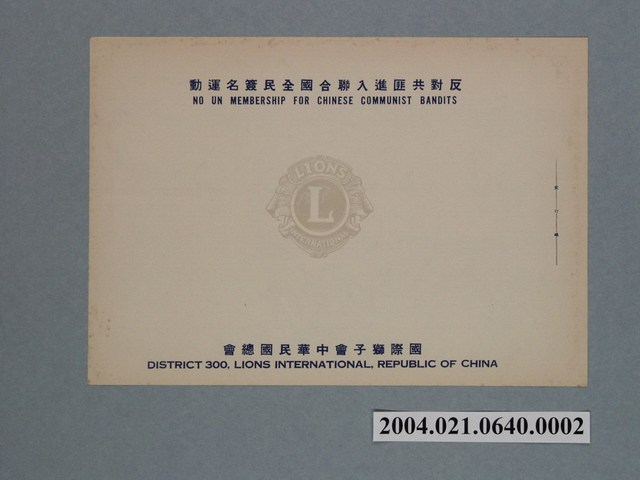 反對共匪進入聯合國全民簽名運動
NO UN MEMBERSHIP FOR CHINESE COMMUNIST BANDITS
LIONS
L
INTERNATIONAL
國際獅子會中華民國總會
DISTRICT 300, LIONS INTERNATIONAL, REPUBLIC OF CHINA
2004.021.0640.0002